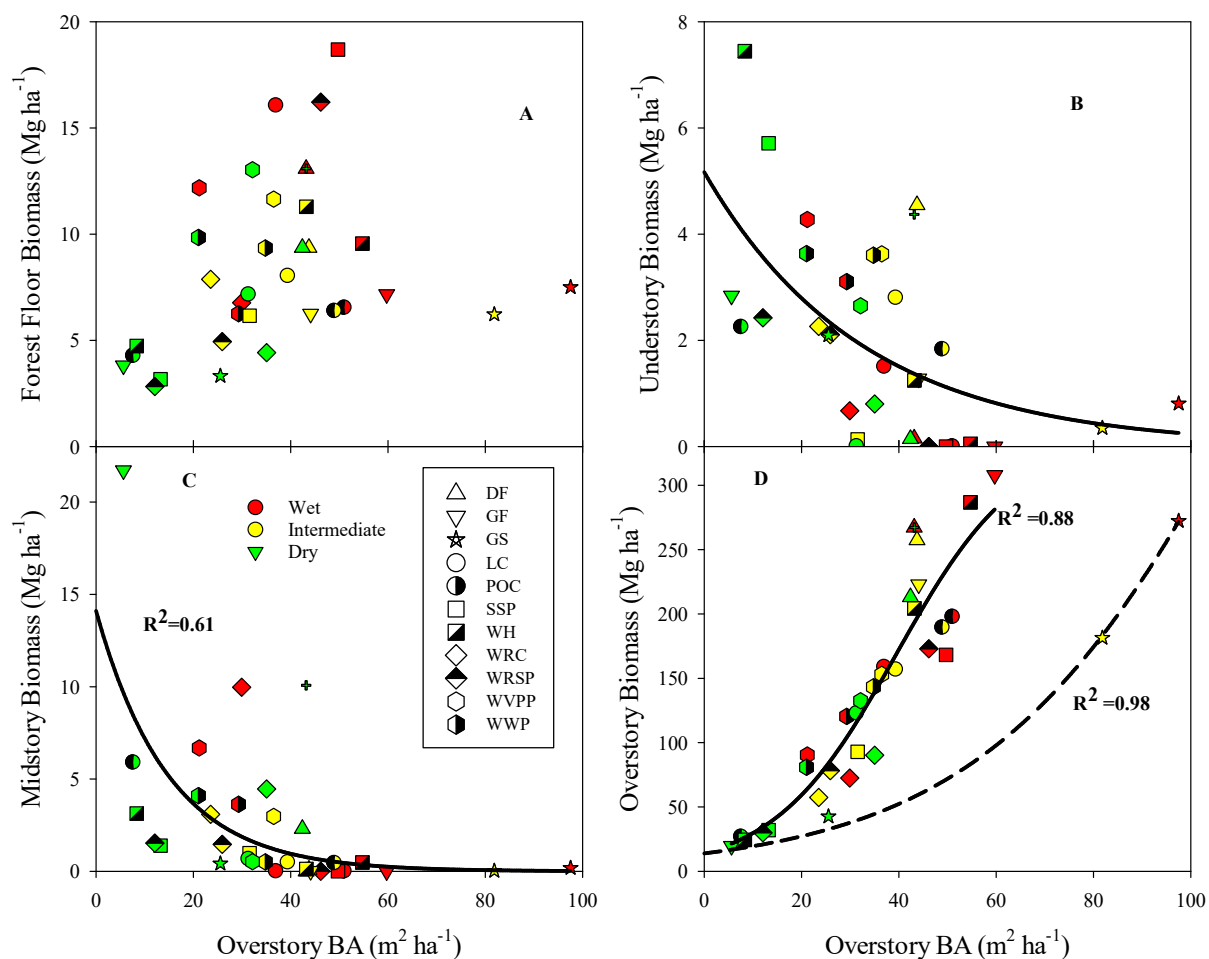 A
Forest Floor Biomass (Mg ha⁻¹)
20
15
10
5
0
B
Understory Biomass (Mg ha⁻¹)
8
6
4
2
0
C
Midstory Biomass (Mg ha⁻¹)
20
15
10
5
0
R²=0.61
Wet
Intermediate
Dry
DF
GF
GS
LC
POC
SSP
WH
WRC
WRSP
WVPP
WWP
0 20 40 60 80 100
Overstory BA (m² ha⁻¹)
D
Overstory Biomass (Mg ha⁻¹)
300
250
200
150
100
50
0
R² =0.88
R² =0.98
0 20 40 60 80 100
Overstory BA (m² ha⁻¹)